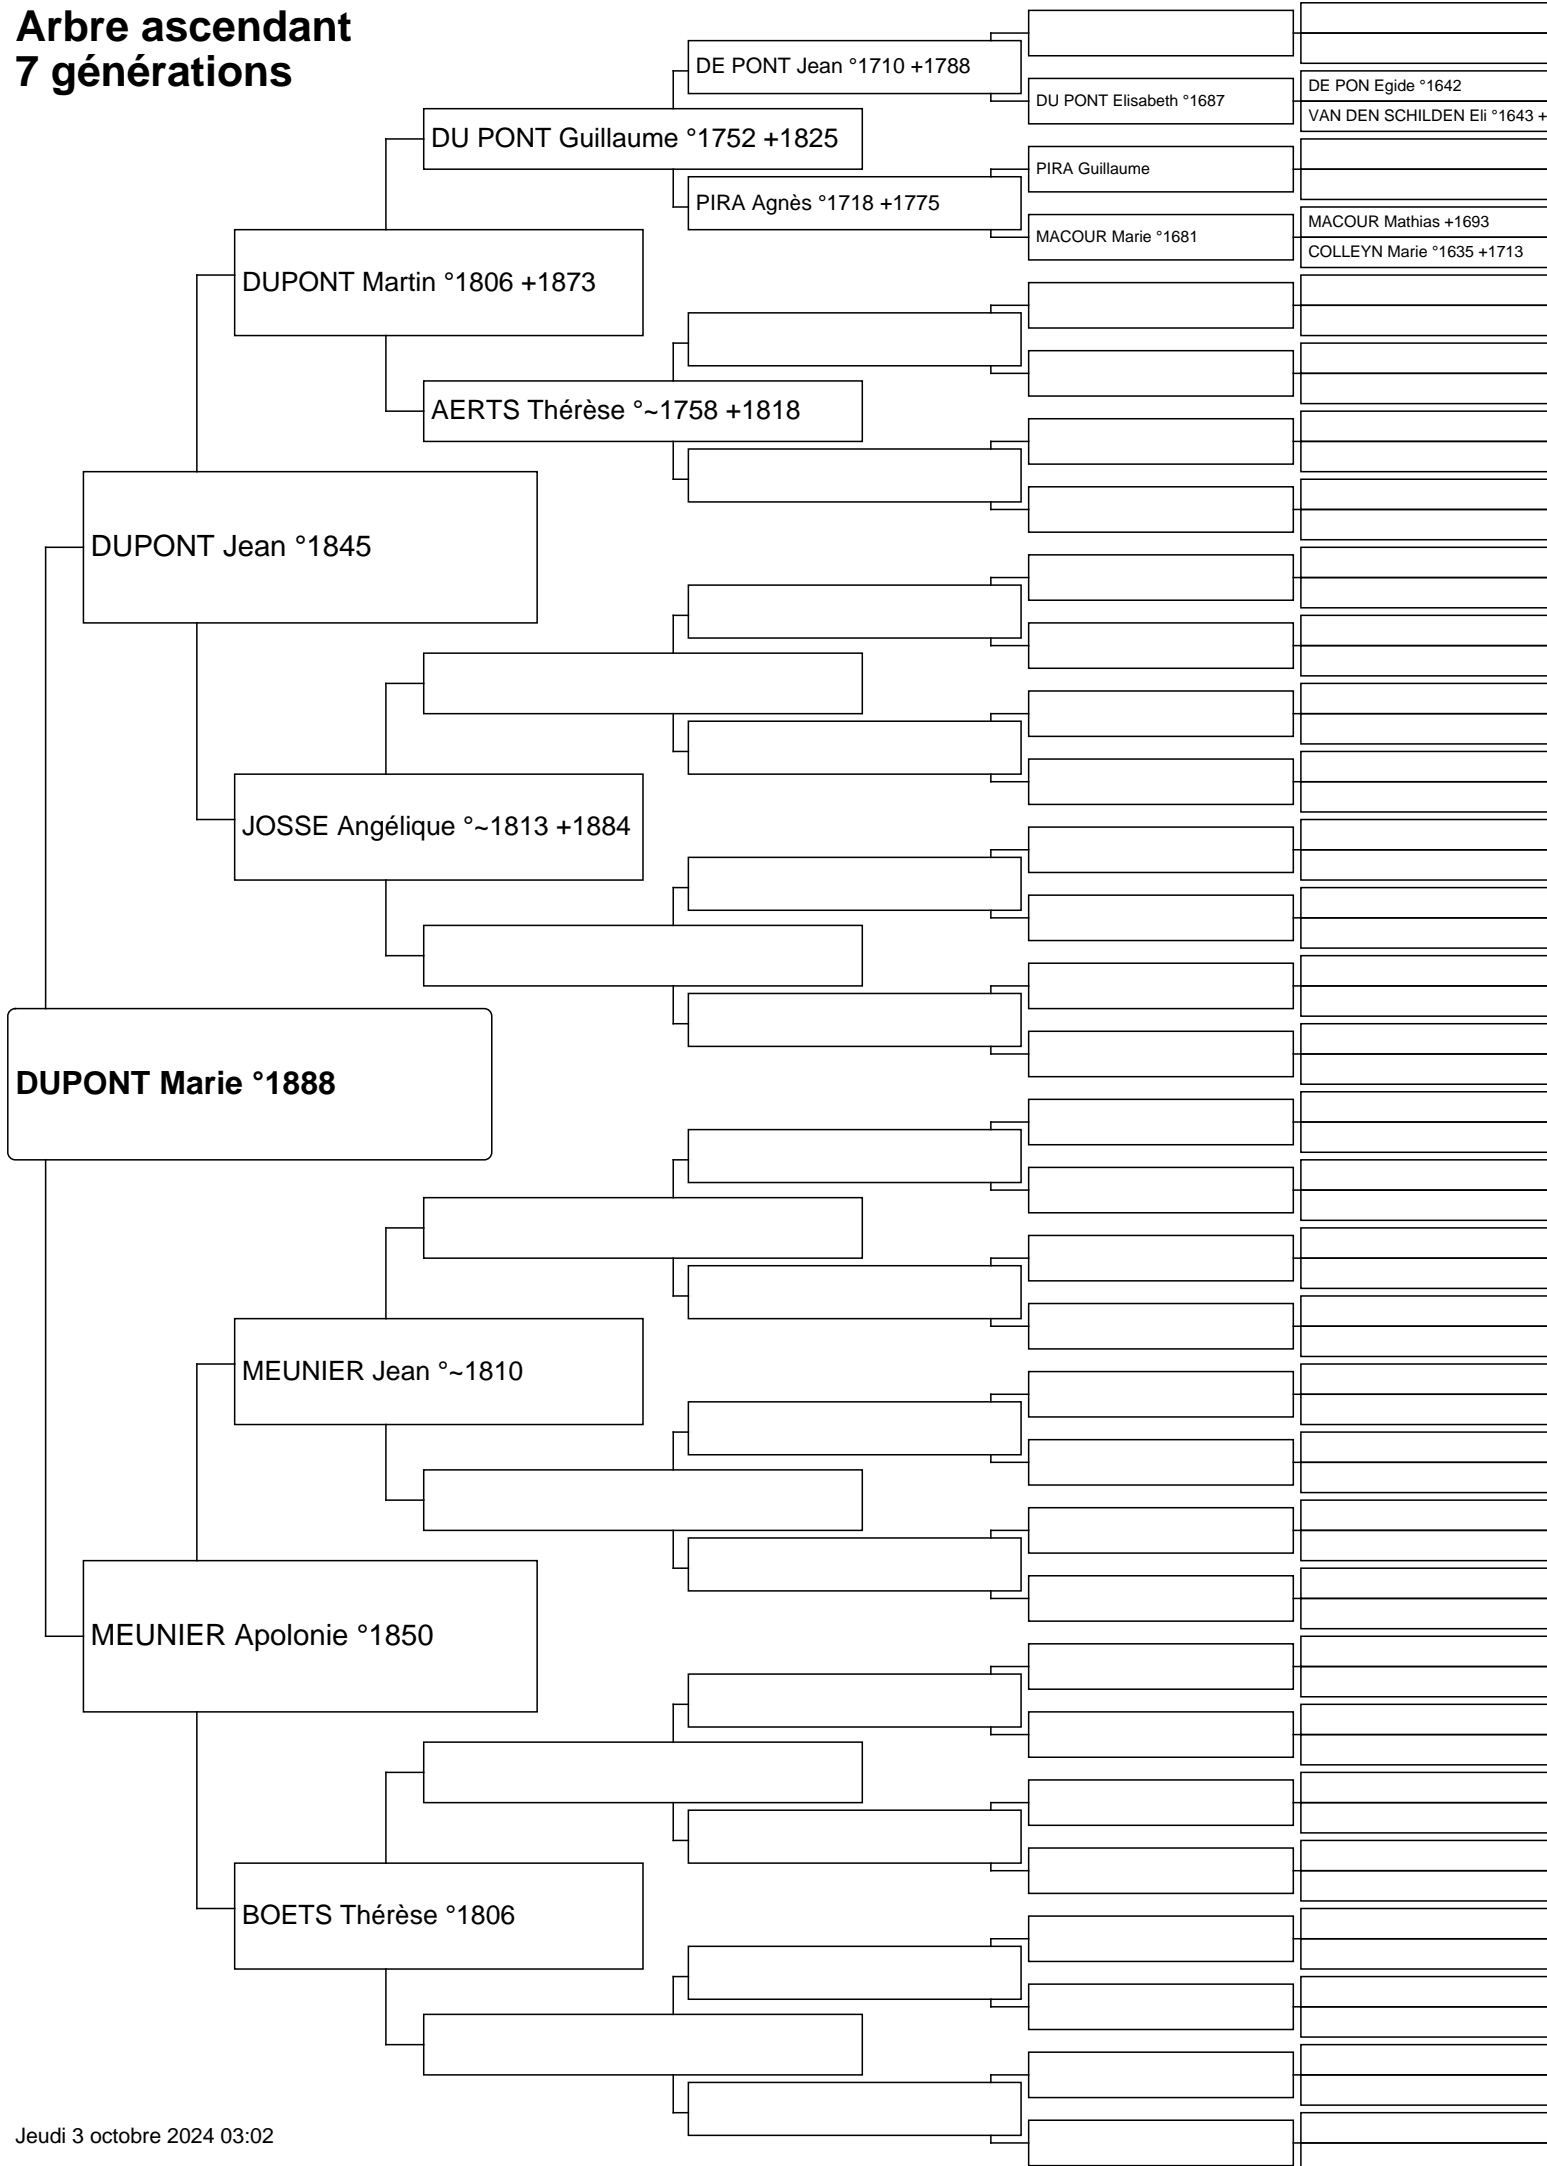 Arbre ascendant
7 générations
DE PONT Jean °1710 +1788
DU PONT Elisabeth °1687
DE PON Egide °1642
VAN DEN SCHILDEN Eli °1643 +
DU PONT Guillaume °1752 +1825
PIRA Guillaume
PIRA Agnès °1718 +1775
MACOUR Marie °1681
MACOUR Mathias +1693
COLLEYN Marie °1635 +1713
DUPONT Martin °1806 +1873
AERTS Thérèse °~1758 +1818
DUPONT Jean °1845
JOSSE Angélique °~1813 +1884
DUPONT Marie °1888
MEUNIER Jean °~1810
MEUNIER Apolonie °1850
BOETS Thérèse °1806
Jeudi 3 octobre 2024 03:02